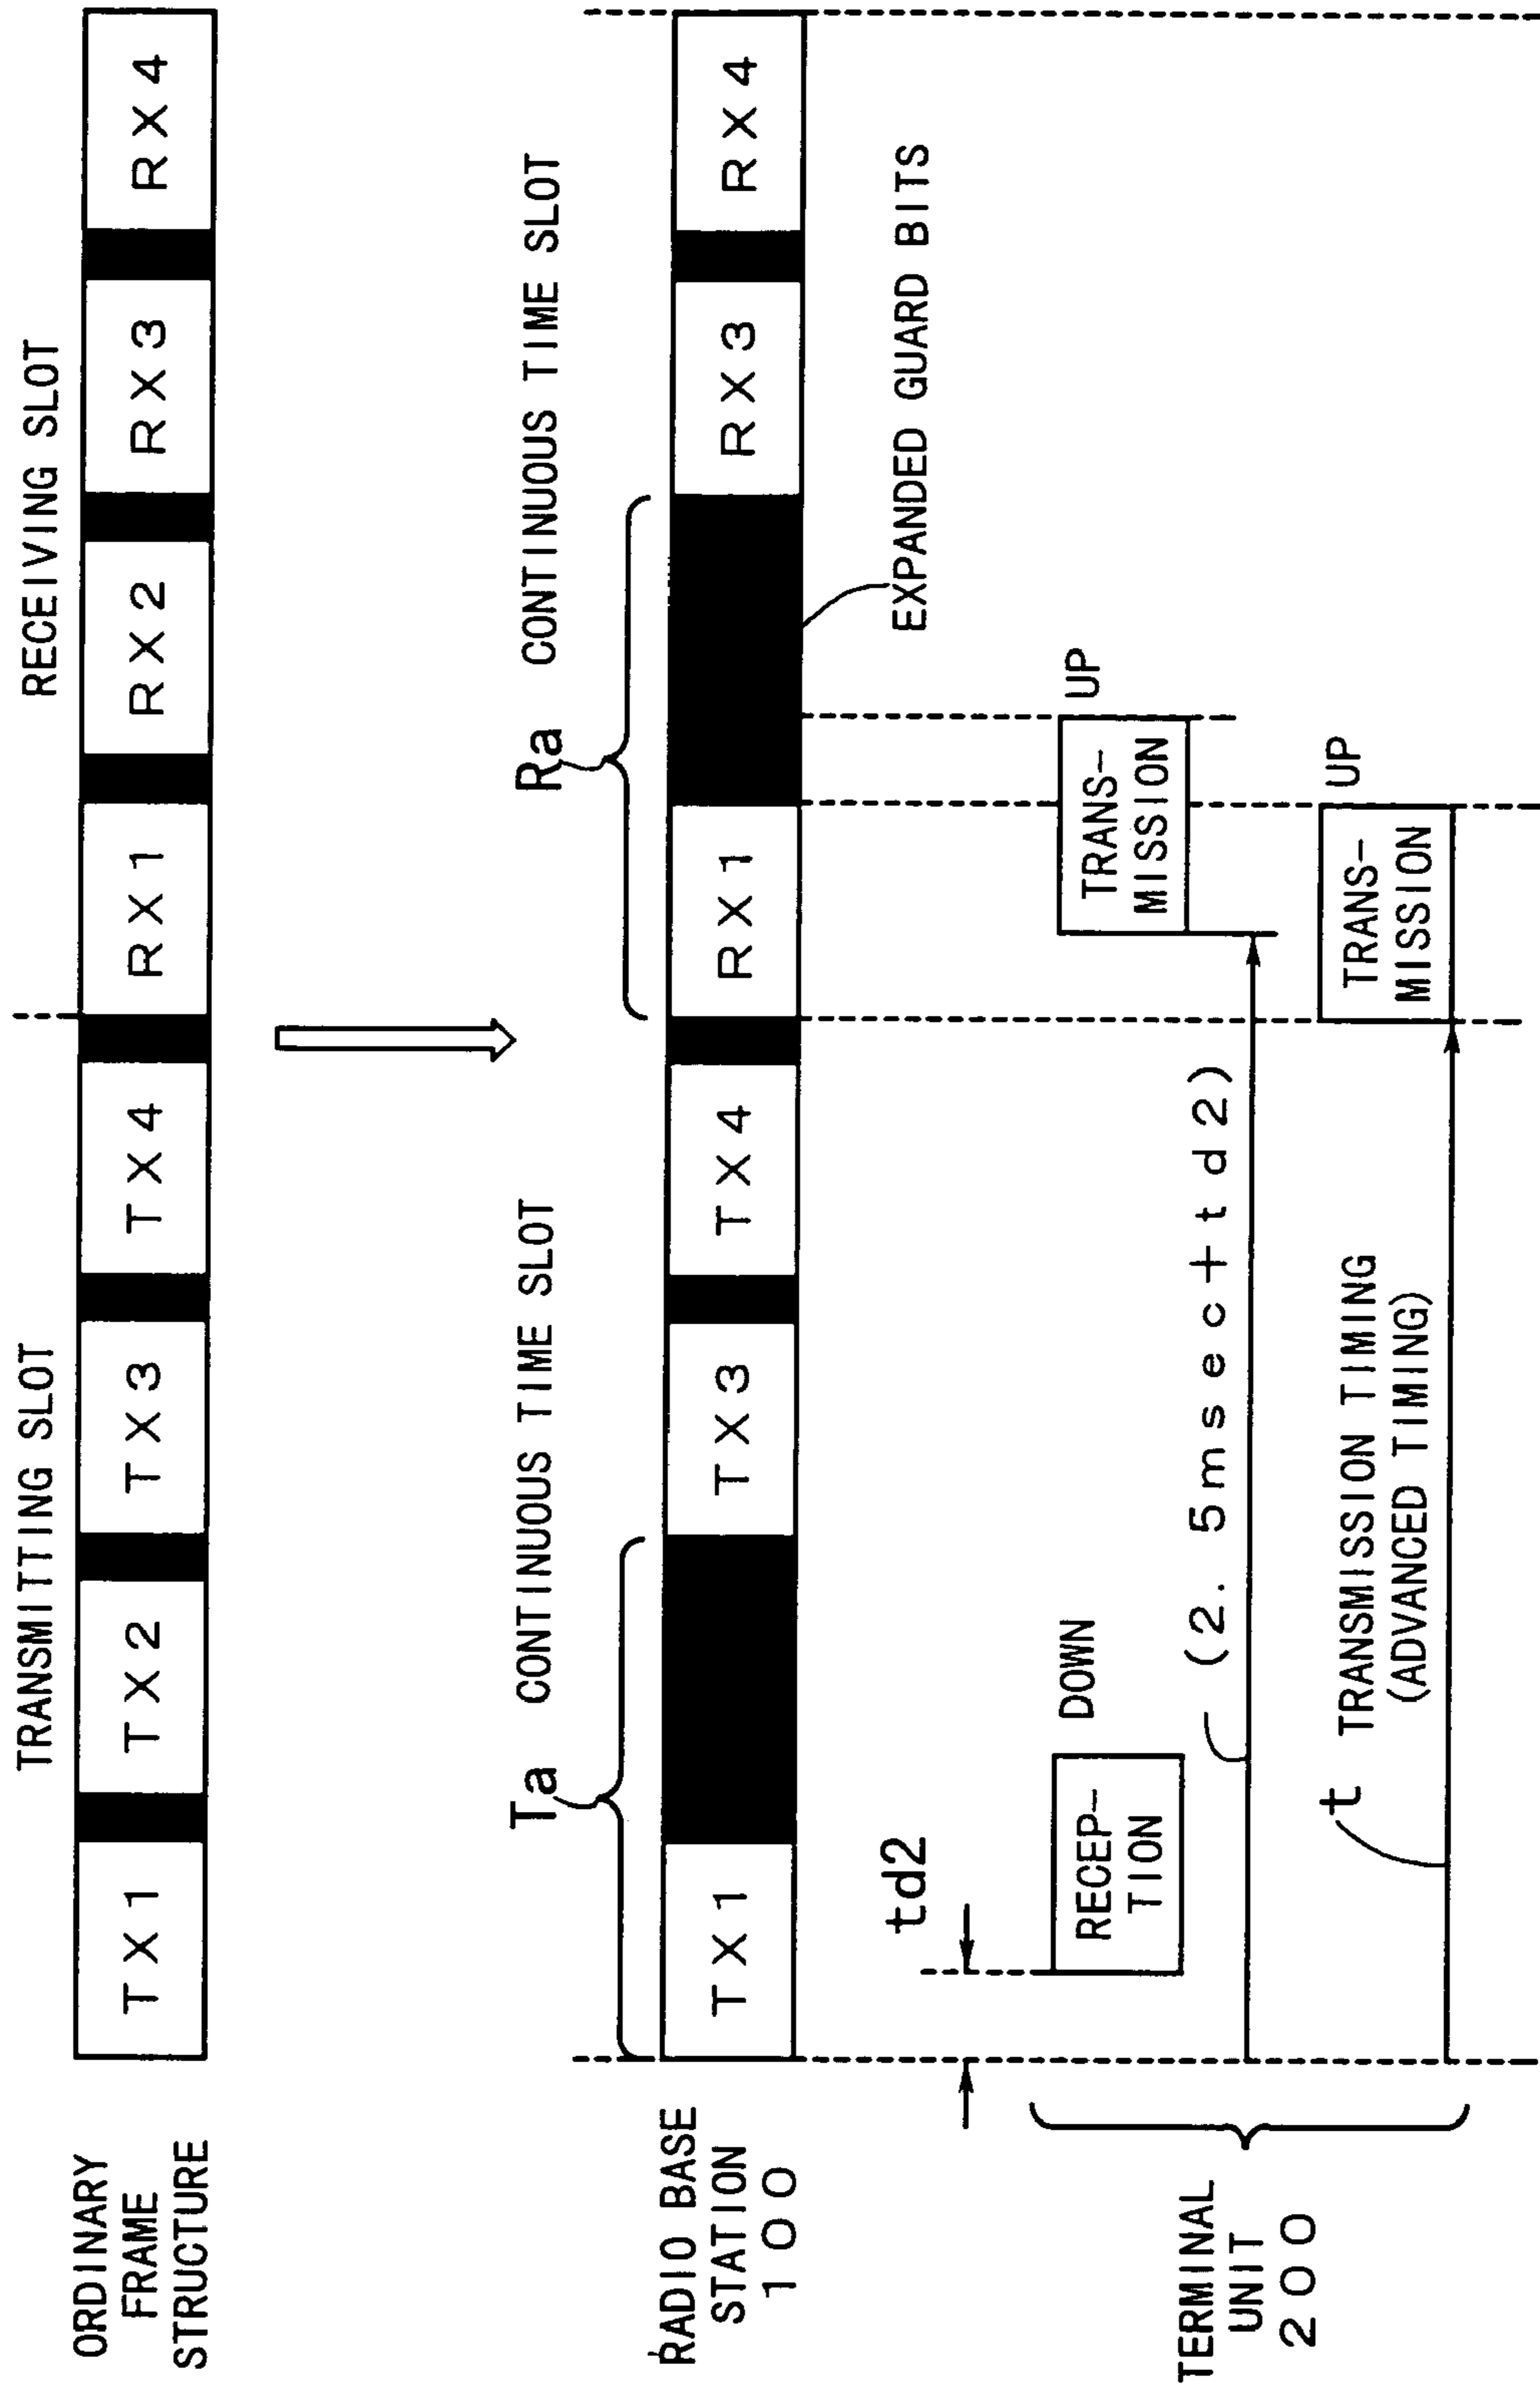 ORDINARY
FRAME
STRUCTURE
TRANSMITTING SLOT
RECEIVING SLOT
TX1
TX2
TX3
TX4
RX1
RX2
RX3
RX4
Ta
CONTINUOUS TIME SLOT
Ra
CONTINUOUS TIME SLOT
RADIO BASE
STATION
100
TX1
TX3
TX4
RX1
RX3
RX4
EXPANDED GUARD BITS
td2
TERMINAL
UNIT
200
RECEP-
TION
DOWN
TRANS-
MISSION
UP
(2. 5msec+td2)
TRANS-
MISSION
UP
t
TRANSMISSION TIMING
(ADVANCED TIMING)